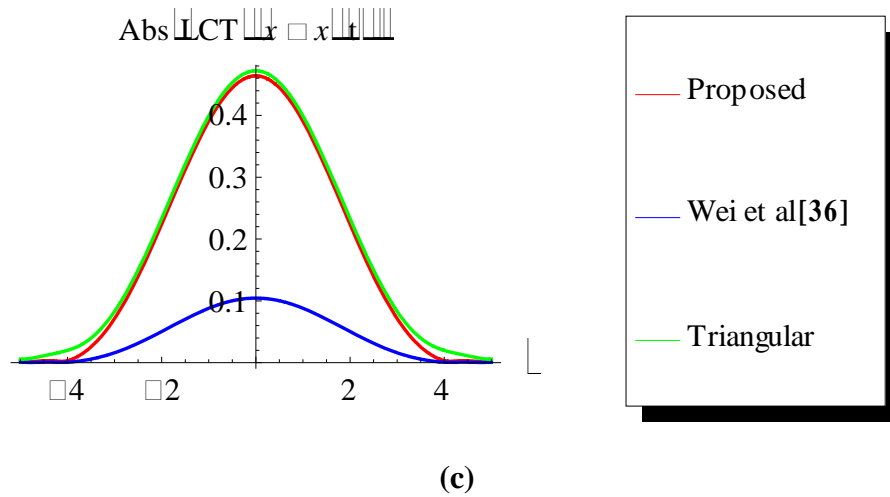 Abs LCT x □ x t
0.4
0.3
0.2
0.1
□4 □2 2 4
Proposed
Wei et al[36]
Triangular
(c)